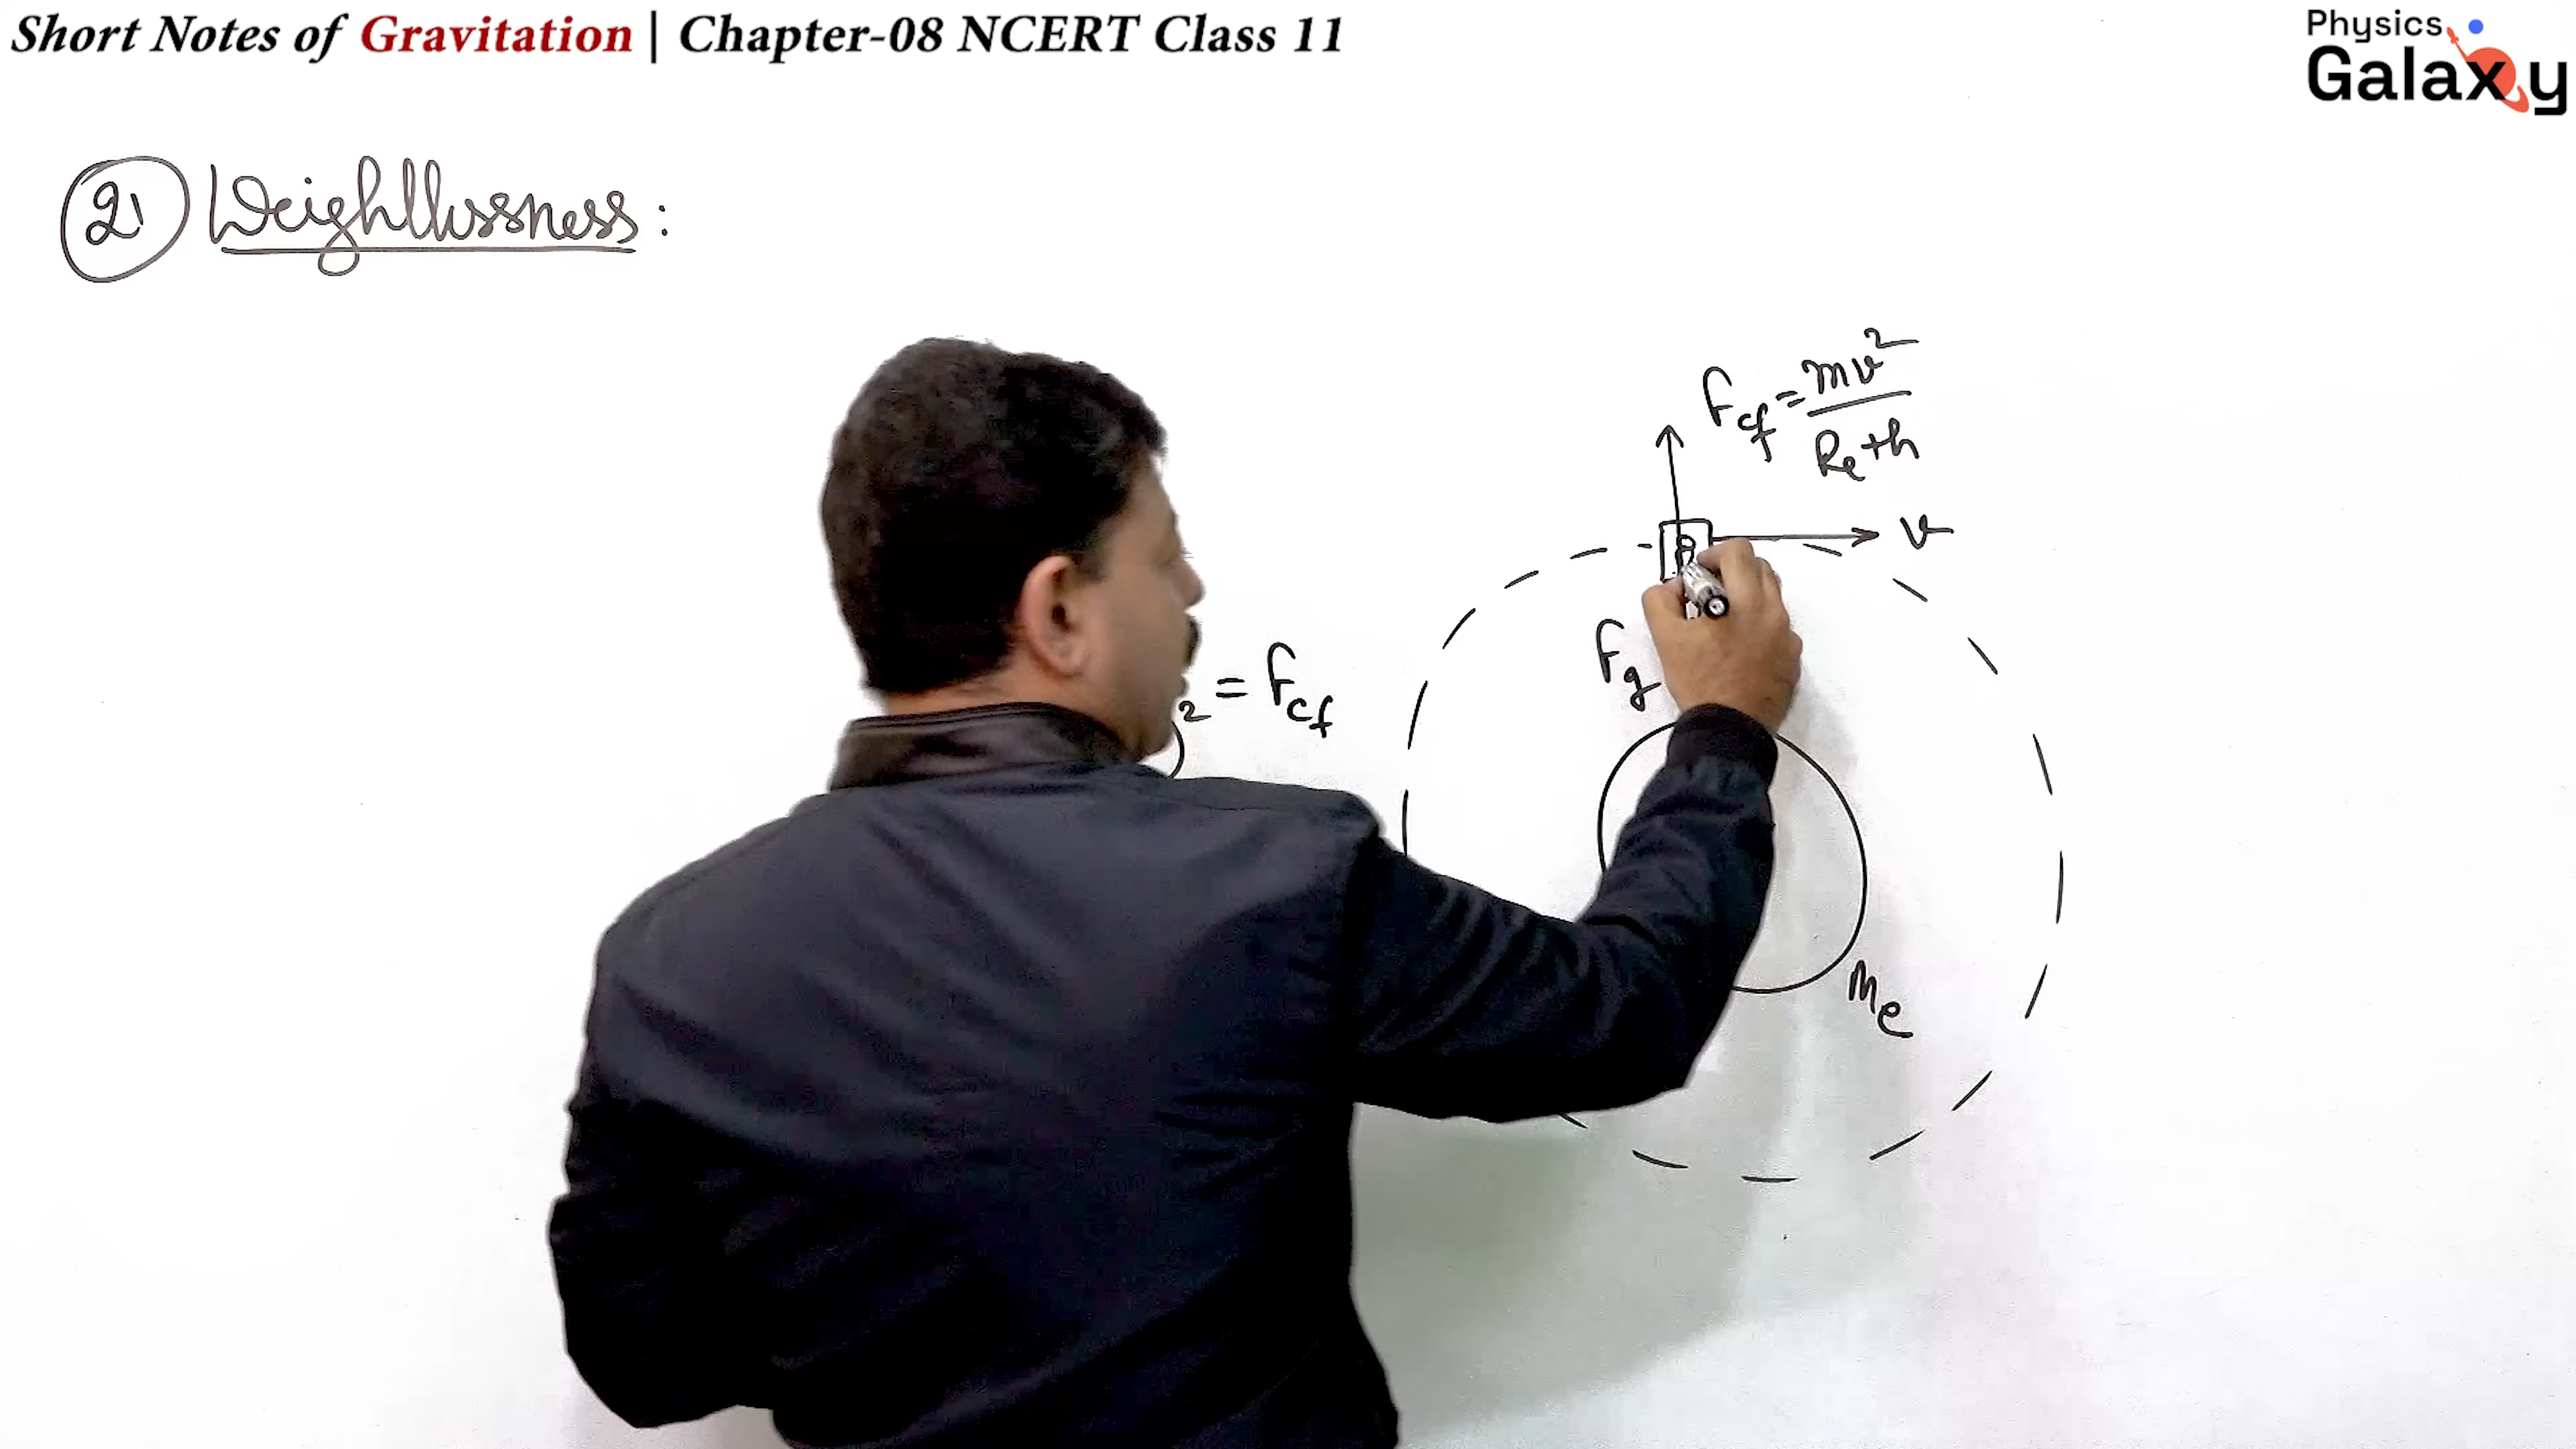 Short Notes of Gravitation | Chapter-08 NCERT Class 11
Physics Galaxy
21 Weightlessness:
Fcf = mv²
Re+h
v
Fg
2 = Fcf
Me